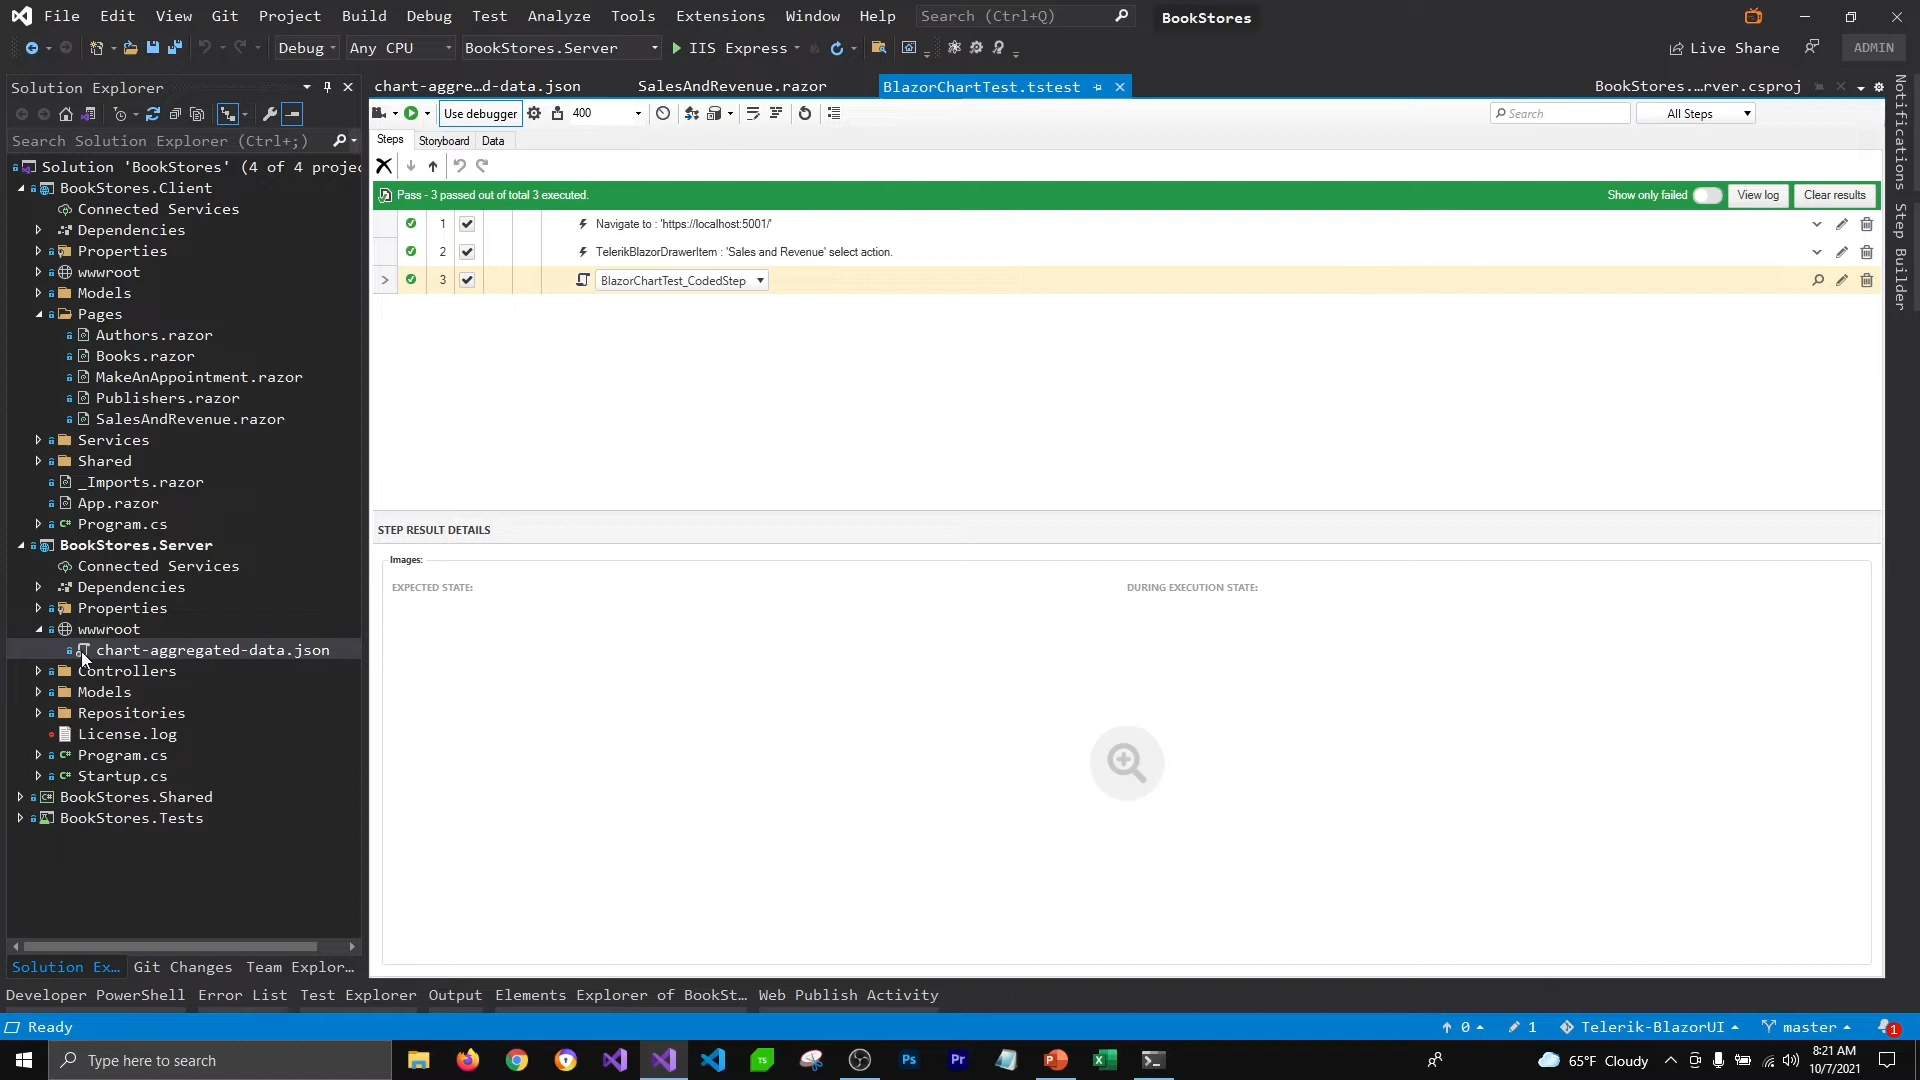 File Edit View Git Project Build Debug Test Analyze Tools Extensions Window Help Search (Ctrl+Q) BookStores
Debug Any CPU BookStores.Server IIS Express Live Share ADMIN
Solution Explorer
chart-aggre...d-data.json SalesAndRevenue.razor BlazorChartTest.tstest BookStores....rver.csproj
Use debugger 400 Search All Steps
Search Solution Explorer (Ctrl+;)
Steps Storyboard Data
Solution 'BookStores' (4 of 4 projec
BookStores.Client
Connected Services
Dependencies
Properties
wwwroot
Models
Pages
Authors.razor
Books.razor
MakeAnAppointment.razor
Publishers.razor
SalesAndRevenue.razor
Services
Shared
_Imports.razor
App.razor
C# Program.cs
BookStores.Server
Connected Services
Dependencies
Properties
wwwroot
chart-aggregated-data.json
Controllers
Models
Repositories
License.log
C# Program.cs
C# Startup.cs
C# BookStores.Shared
BookStores.Tests
Pass - 3 passed out of total 3 executed. Show only failed View log Clear results
1 Navigate to : 'https://localhost:5001/'
2 TelerikBlazorDrawerItem : 'Sales and Revenue' select action.
3 BlazorChartTest_CodedStep
STEP RESULT DETAILS
Images:
EXPECTED STATE: DURING EXECUTION STATE:
Notifications
Step Builder
Solution Ex... Git Changes Team Explor...
Developer PowerShell Error List Test Explorer Output Elements Explorer of BookSt... Web Publish Activity
Ready 0 1 Telerik-BlazorUI master 1
Type here to search TS Ps Pr 65°F Cloudy 8:21 AM
10/7/2021